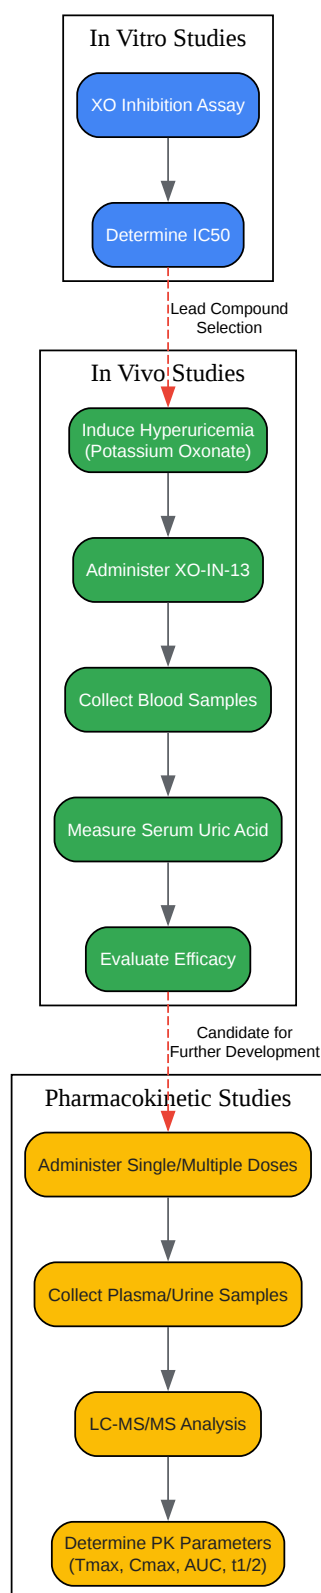 In Vitro Studies
XO Inhibition Assay
Determine IC50
Lead Compound
Selection
In Vivo Studies
Induce Hyperuricemia
(Potassium Oxonate)
Administer XO-IN-13
Collect Blood Samples
Measure Serum Uric Acid
Evaluate Efficacy
Candidate for
Further Development
Pharmacokinetic Studies
Administer Single/Multiple Doses
Collect Plasma/Urine Samples
LC-MS/MS Analysis
Determine PK Parameters
(Tmax, Cmax, AUC, t1/2)